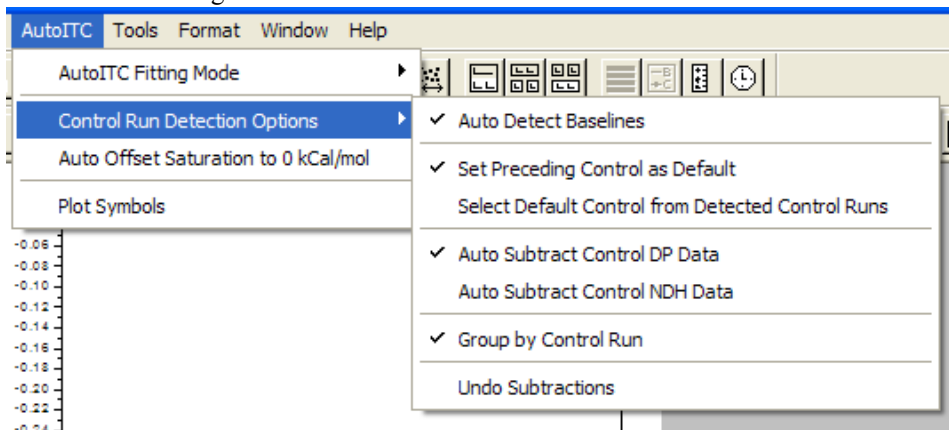 AutoITC Tools Format Window Help
AutoITC Fitting Mode
Control Run Detection Options
Auto Offset Saturation to 0 kCal/mol
Plot Symbols
Auto Detect Baselines
Set Preceding Control as Default
Select Default Control from Detected Control Runs
Auto Subtract Control DP Data
Auto Subtract Control NDH Data
Group by Control Run
Undo Subtractions
-0.06
-0.08
-0.10
-0.12
-0.14
-0.16
-0.18
-0.20
-0.22